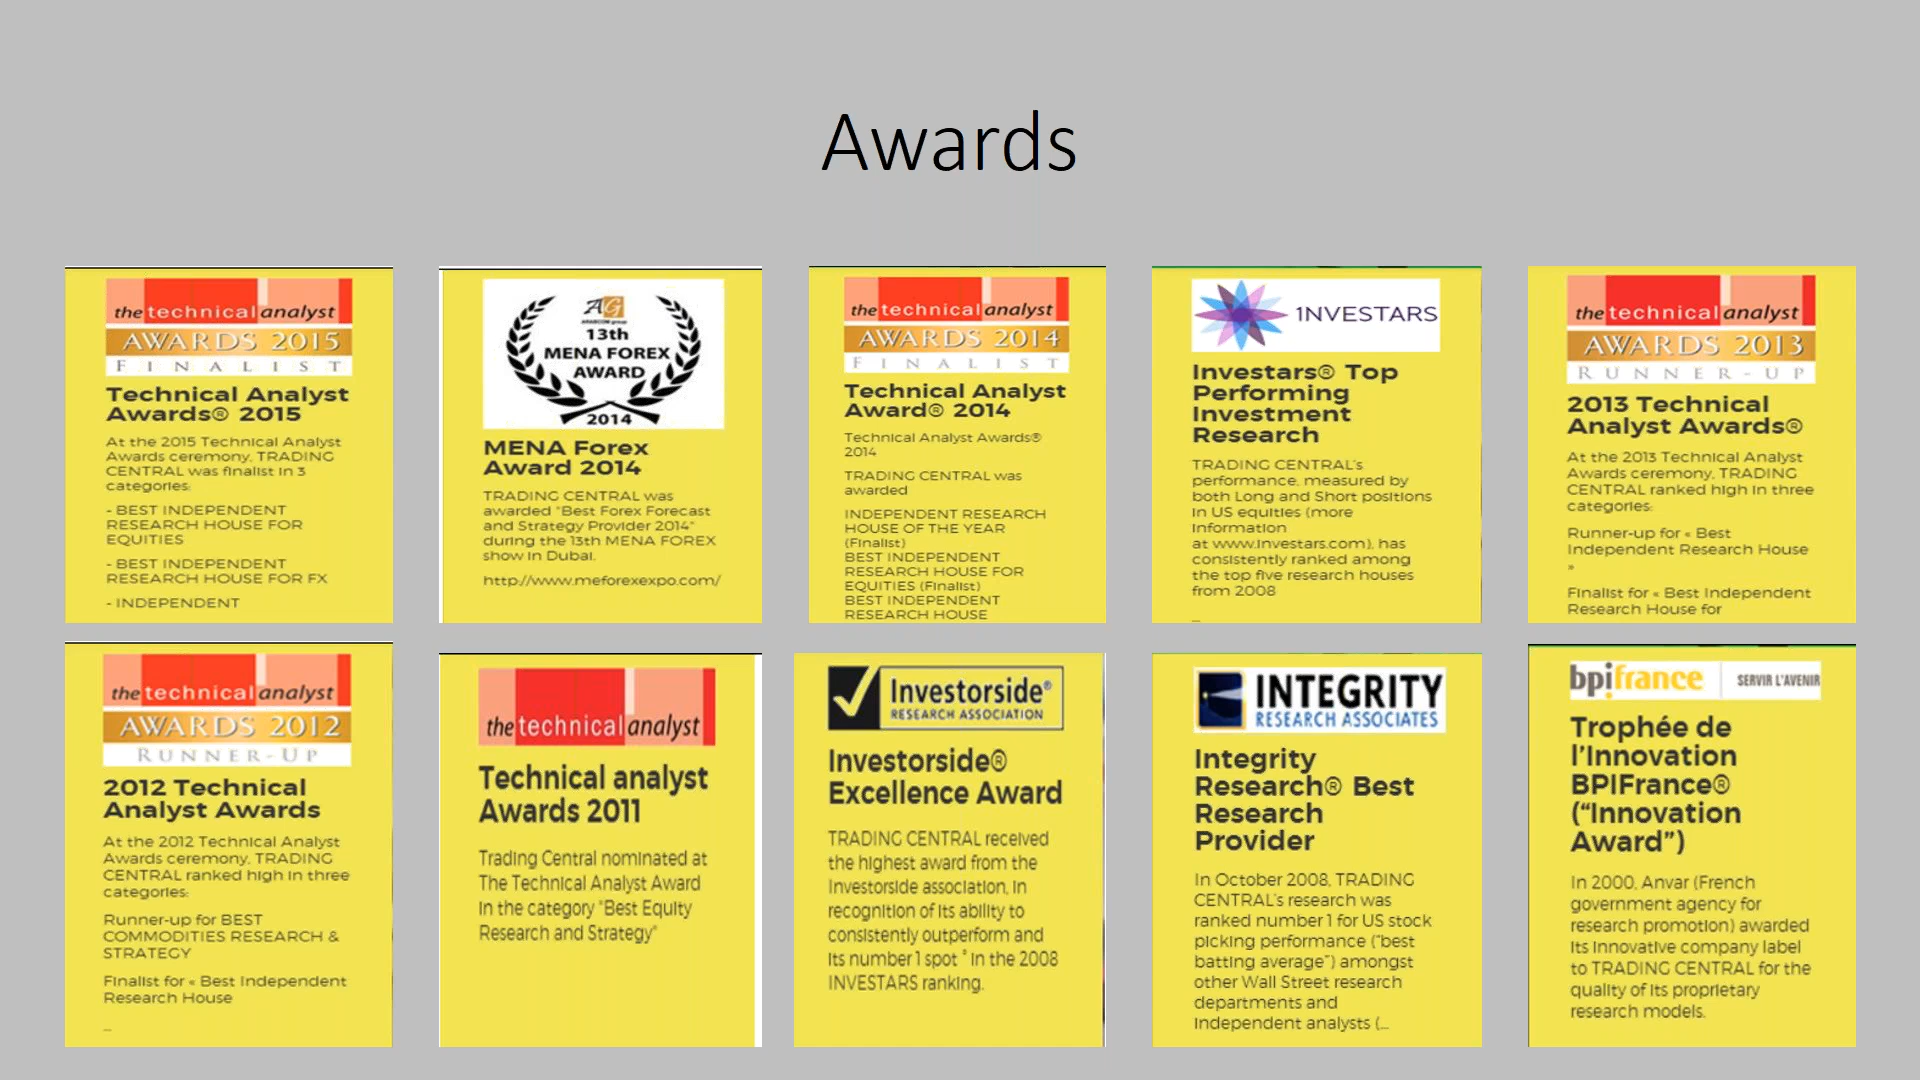 Awards
the technical analyst
AWARDS 2015
FINALIST
Technical Analyst
Awards® 2015
At the 2015 Technical Analyst
Awards ceremony, TRADING
CENTRAL was finalist in 3
categories:
- BEST INDEPENDENT
RESEARCH HOUSE FOR
EQUITIES
- BEST INDEPENDENT
RESEARCH HOUSE FOR FX
- INDEPENDENT
AG
13th
MENA FOREX
AWARD
2014
MENA Forex
Award 2014
TRADING CENTRAL was
awarded "Best Forex Forecast
and Strategy Provider 2014"
during the 13th MENA FOREX
show in Dubai.
http://www.meforexexpo.com/
the technical analyst
AWARDS 2014
FINALIST
Technical Analyst
Award® 2014
Technical Analyst Awards®
2014
TRADING CENTRAL was
awarded
INDEPENDENT RESEARCH
HOUSE OF THE YEAR
(Finalist)
BEST INDEPENDENT
RESEARCH HOUSE FOR
EQUITIES (Finalist)
BEST INDEPENDENT
RESEARCH HOUSE
1NVESTARS
Investars® Top
Performing
Investment
Research
TRADING CENTRAL's
performance, measured by
both Long and Short positions
in US equities (more
information
at www.investars.com), has
consistently ranked among
the top five research houses
from 2008
the technical analyst
AWARDS 2013
RUNNER-UP
2013 Technical
Analyst Awards®
At the 2013 Technical Analyst
Awards ceremony, TRADING
CENTRAL ranked high in three
categories:
Runner-up for « Best
Independent Research House
»
Finalist for « Best Independent
Research House for
the technical analyst
AWARDS 2012
RUNNER-UP
2012 Technical
Analyst Awards
At the 2012 Technical Analyst
Awards ceremony, TRADING
CENTRAL ranked high in three
categories:
Runner-up for BEST
COMMODITIES RESEARCH &
STRATEGY
Finalist for « Best Independent
Research House
...
the technical analyst
Technical analyst
Awards 2011
Trading Central nominated at
The Technical Analyst Award
in the category "Best Equity
Research and Strategy"
Investorside®
RESEARCH ASSOCIATION
Investorside®
Excellence Award
TRADING CENTRAL received
the highest award from the
Investorside association, in
recognition of its ability to
consistently outperform and
its number 1 spot " in the 2008
INVESTARS ranking.
INTEGRITY
RESEARCH ASSOCIATES
Integrity
Research® Best
Research
Provider
In October 2008, TRADING
CENTRAL's research was
ranked number 1 for US stock
picking performance ("best
batting average") amongst
other Wall Street research
departments and
independent analysts (...
bpifrance SERVIR L'AVENIR
Trophée de
l'Innovation
BPIFrance®
("Innovation
Award")
In 2000, Anvar (French
government agency for
research promotion) awarded
its innovative company label
to TRADING CENTRAL for the
quality of its proprietary
research models.